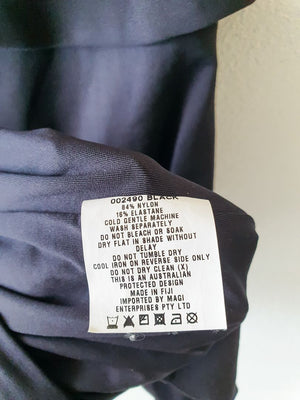 002490 BLACK
84% NYLON
16% ELASTANE
COLD GENTLE MACHINE
WASH SEPARATELY
DO NOT BLEACH OR SOAK
DRY FLAT IN SHADE WITHOUT
DELAY
DO NOT TUMBLE DRY
COOL IRON ON REVERSE SIDE ONLY
DO NOT DRY CLEAN (X)
THIS IS AN AUSTRALIAN
PROTECTED DESIGN
MADE IN FIJI
IMPORTED BY MAGI
ENTERPRISES PTY LTD